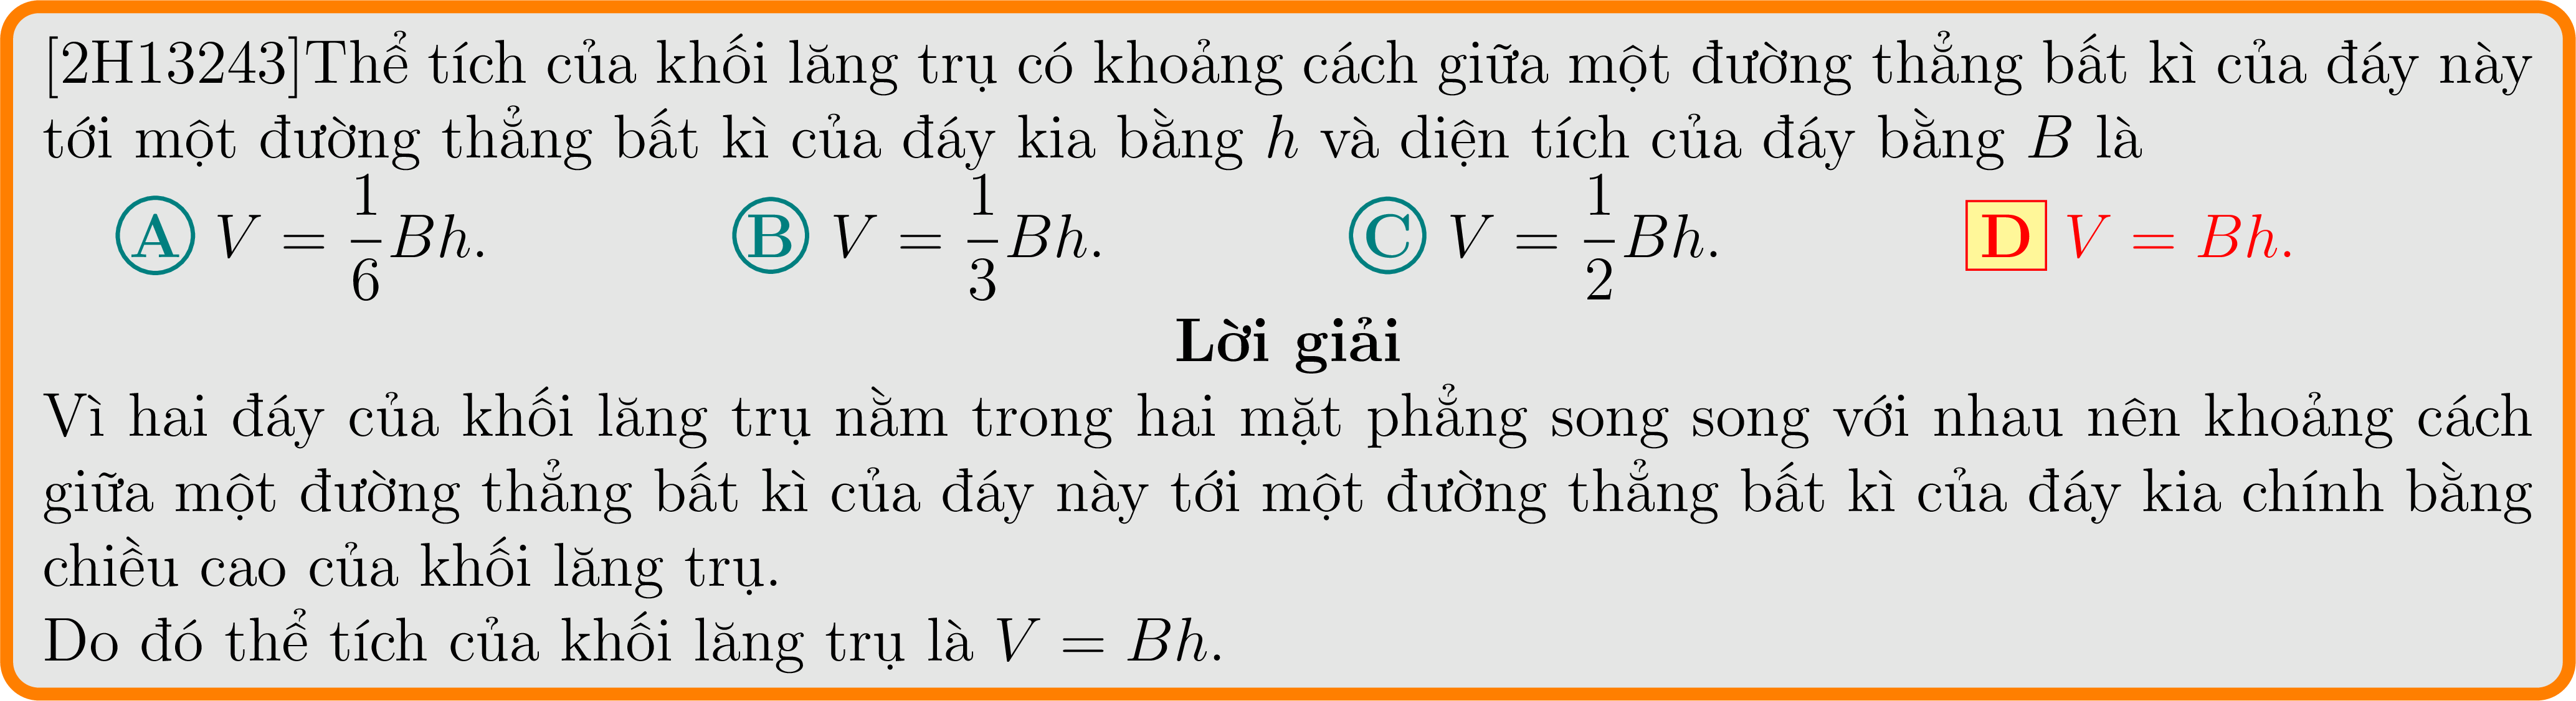 [2H13243]Thể tích của khối lăng trụ có khoảng cách giữa một đường thẳng bất kì của đáy này
tới một đường thẳng bất kì của đáy kia bằng h và diện tích của đáy bằng B là
A V = 1/6 Bh. B V = 1/3 Bh. C V = 1/2 Bh. D V = Bh.
Lời giải
Vì hai đáy của khối lăng trụ nằm trong hai mặt phẳng song song với nhau nên khoảng cách
giữa một đường thẳng bất kì của đáy này tới một đường thẳng bất kì của đáy kia chính bằng
chiều cao của khối lăng trụ.
Do đó thể tích của khối lăng trụ là V = Bh.